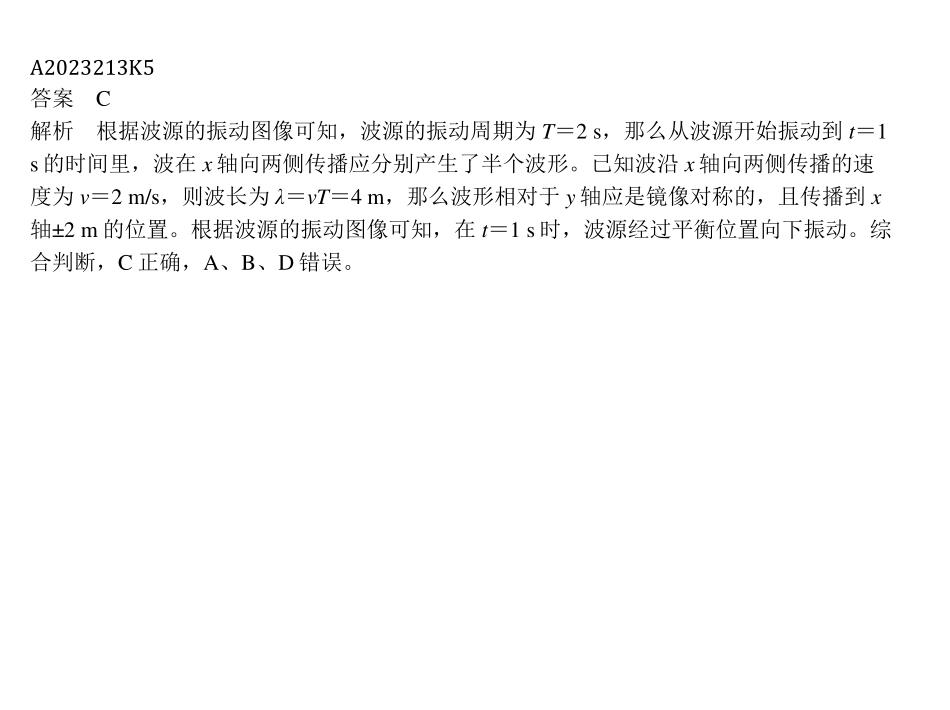 A2023213K5
答案　C
解析　根据波源的振动图像可知，波源的振动周期为 T＝2 s，那么从波源开始振动到 t＝1
s 的时间里，波在 x 轴向两侧传播应分别产生了半个波形。已知波沿 x 轴向两侧传播的速
度为 v＝2 m/s，则波长为 λ＝vT＝4 m，那么波形相对于 y 轴应是镜像对称的，且传播到 x
轴±2 m 的位置。根据波源的振动图像可知，在 t＝1 s 时，波源经过平衡位置向下振动。综
合判断，C 正确，A、B、D 错误。